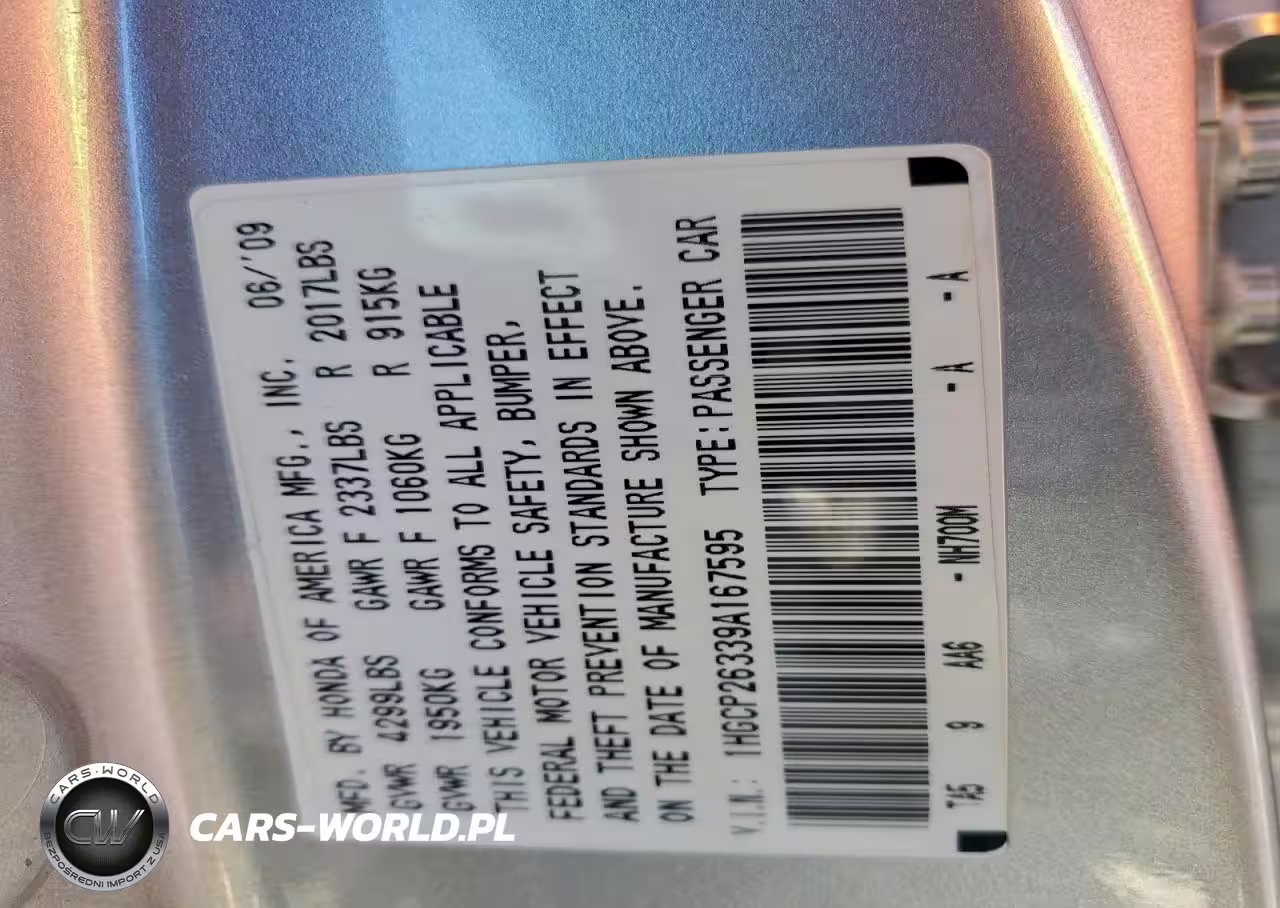 MFD. BY HONDA OF AMERICA MFG., INC. 06/'09
GVWR 4299LBS GAWR F 2337LBS R 2017LBS
GVWR 1950KG GAWR F 1060KG R 915KG
THIS VEHICLE CONFORMS TO ALL APPLICABLE
FEDERAL MOTOR VEHICLE SAFETY, BUMPER,
AND THEFT PREVENTION STANDARDS IN EFFECT
ON THE DATE OF MANUFACTURE SHOWN ABOVE.
V.I.N.: 1HGCP26339A167595 TYPE:PASSENGER CAR
TA5 9 AA6 -NH700M -A -A
CARS-WORLD
CW
BEZPOŚREDNI IMPORT Z USA
CARS-WORLD.PL